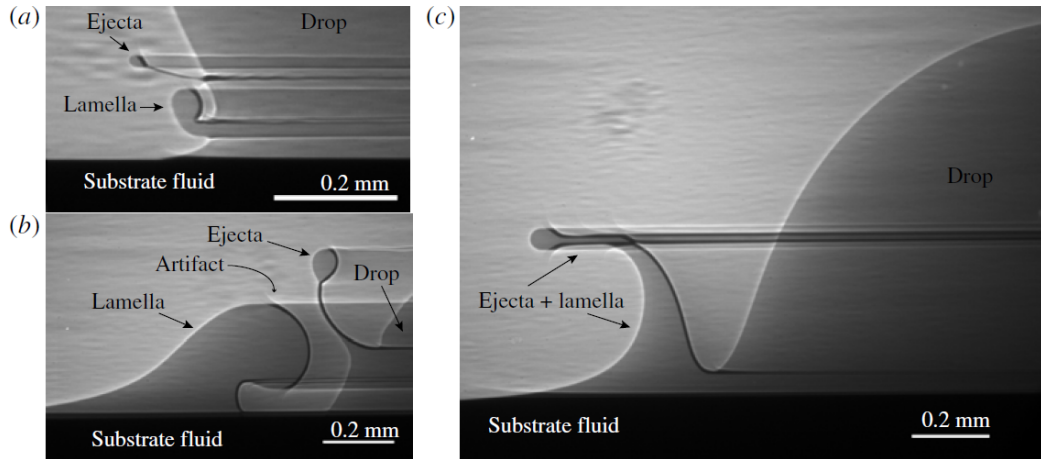 (a)
Ejecta
Drop
Lamella
Substrate fluid
0.2 mm
(b)
Ejecta
Artifact
Drop
Lamella
Substrate fluid
0.2 mm
(c)
Drop
Ejecta + lamella
Substrate fluid
0.2 mm